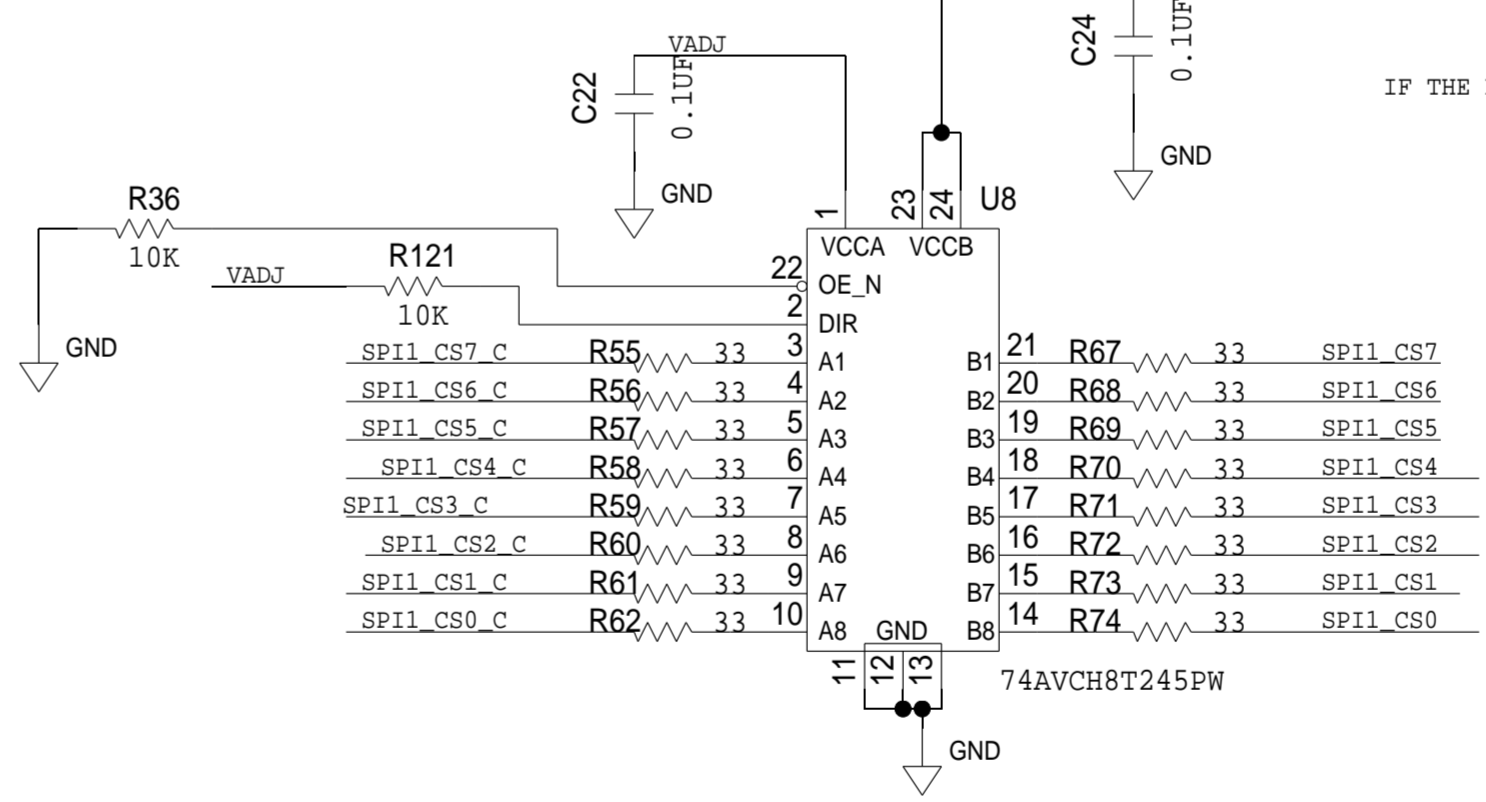 VADJ
C22
0.1UF
GND
C24
0.1UF
GND
IF THE
R36
10K
VADJ
R121
10K
GND
1
23
24
U8
VCCA VCCB
22 OE_N
2 DIR
SPI1_CS7_C R55 33 3 A1 B1 21 R67 33 SPI1_CS7
SPI1_CS6_C R56 33 4 A2 B2 20 R68 33 SPI1_CS6
SPI1_CS5_C R57 33 5 A3 B3 19 R69 33 SPI1_CS5
SPI1_CS4_C R58 33 6 A4 B4 18 R70 33 SPI1_CS4
SPI1_CS3_C R59 33 7 A5 B5 17 R71 33 SPI1_CS3
SPI1_CS2_C R60 33 8 A6 B6 16 R72 33 SPI1_CS2
SPI1_CS1_C R61 33 9 A7 B7 15 R73 33 SPI1_CS1
SPI1_CS0_C R62 33 10 A8 GND B8 14 R74 33 SPI1_CS0
11
12
13
74AVCH8T245PW
GND